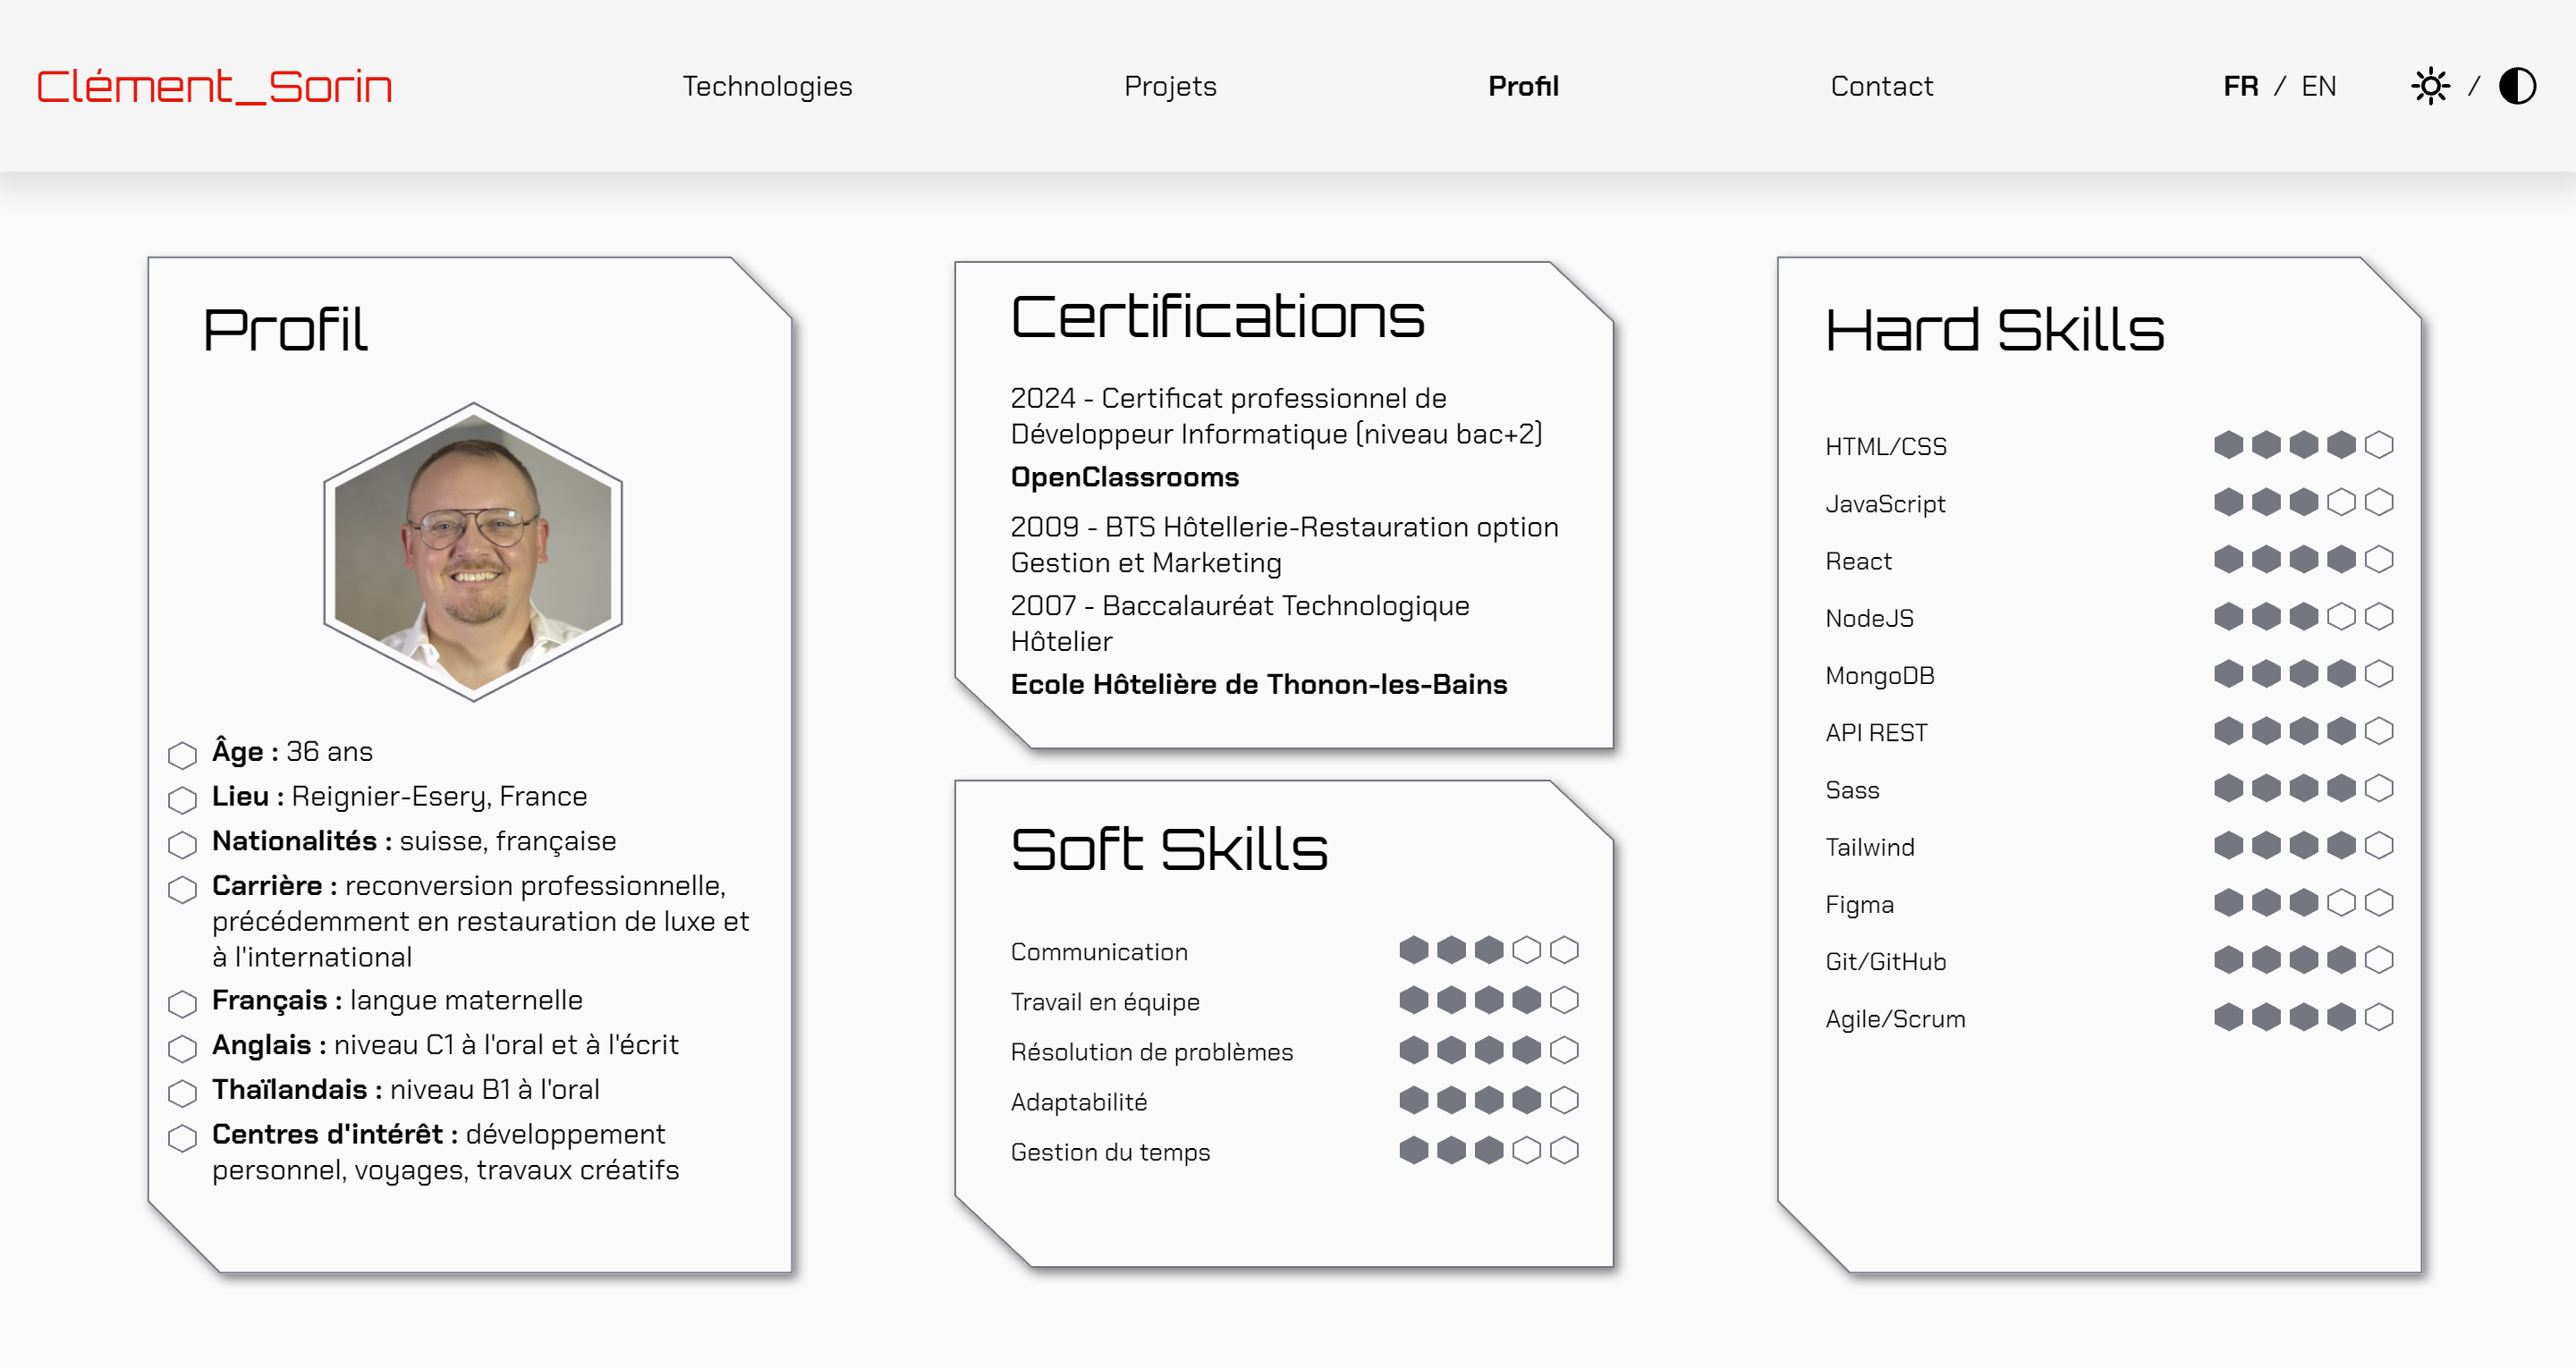 Clément_Sorin
Technologies
Projets
Profil
Contact
FR / EN
/
Profil
Âge : 36 ans
Lieu : Reignier-Esery, France
Nationalités : suisse, française
Carrière : reconversion professionnelle,
précédemment en restauration de luxe et
à l'international
Français : langue maternelle
Anglais : niveau C1 à l'oral et à l'écrit
Thaïlandais : niveau B1 à l'oral
Centres d'intérêt : développement
personnel, voyages, travaux créatifs
Certifications
2024 - Certificat professionnel de
Développeur Informatique (niveau bac+2)
OpenClassrooms
2009 - BTS Hôtellerie-Restauration option
Gestion et Marketing
2007 - Baccalauréat Technologique
Hôtelier
Ecole Hôtelière de Thonon-les-Bains
Soft Skills
Communication
Travail en équipe
Résolution de problèmes
Adaptabilité
Gestion du temps
Hard Skills
HTML/CSS
JavaScript
React
NodeJS
MongoDB
API REST
Sass
Tailwind
Figma
Git/GitHub
Agile/Scrum